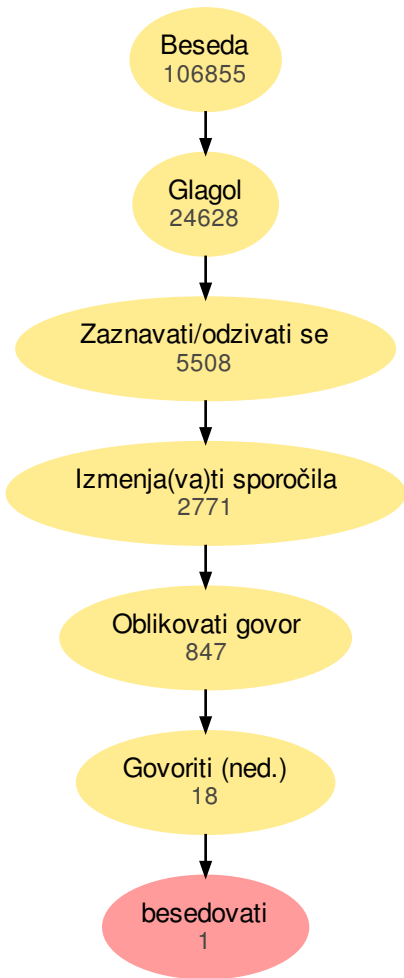 Beseda
106855
Glagol
24628
Zaznavati/odzivati se
5508
Izmenja(va)ti sporočila
2771
Oblikovati govor
847
Govoriti (ned.)
18
besedovati
1